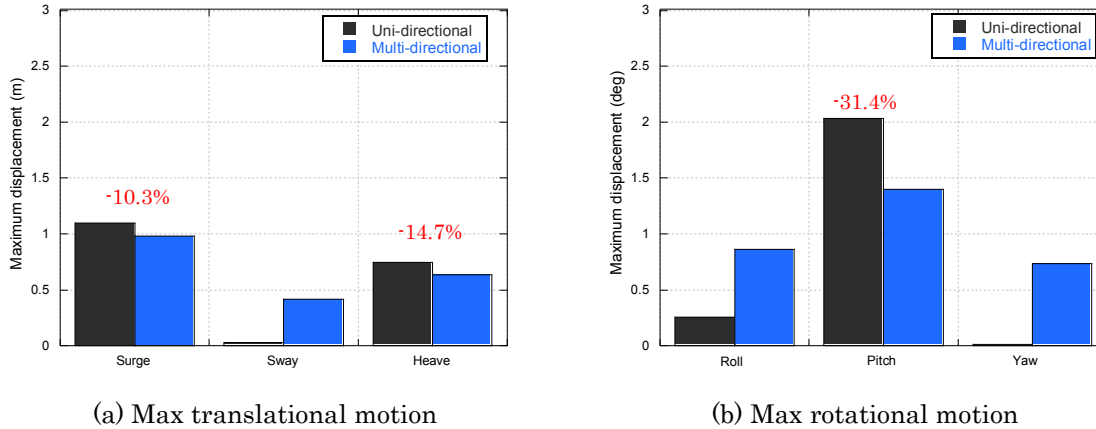 3
2.5
2
1.5
1
0.5
0
Maximum displacement (m)
Uni-directional
Multi-directional
-10.3%
-14.7%
Surge Sway Heave
(a) Max translational motion
3
2.5
2
1.5
1
0.5
0
Maximum displacement (deg)
Uni-directional
Multi-directional
-31.4%
Roll Pitch Yaw
(b) Max rotational motion